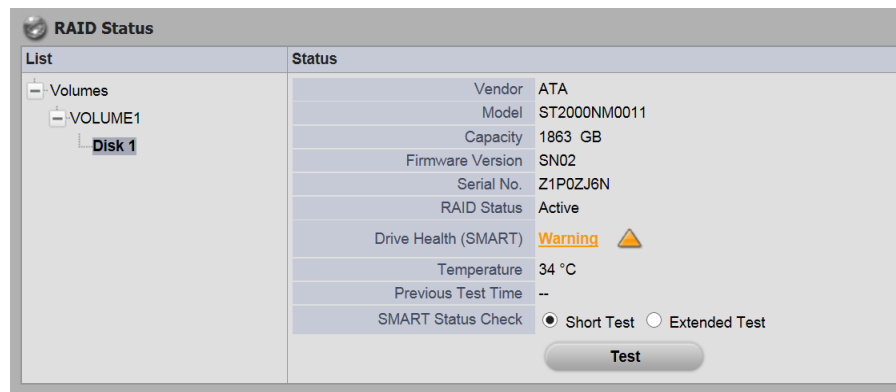 RAID Status
List Status
Volumes
VOLUME1
Disk 1
Vendor ATA
Model ST2000NM0011
Capacity 1863 GB
Firmware Version SN02
Serial No. Z1P0ZJ6N
RAID Status Active
Drive Health (SMART) Warning
Temperature 34 °C
Previous Test Time --
SMART Status Check Short Test Extended Test
Test